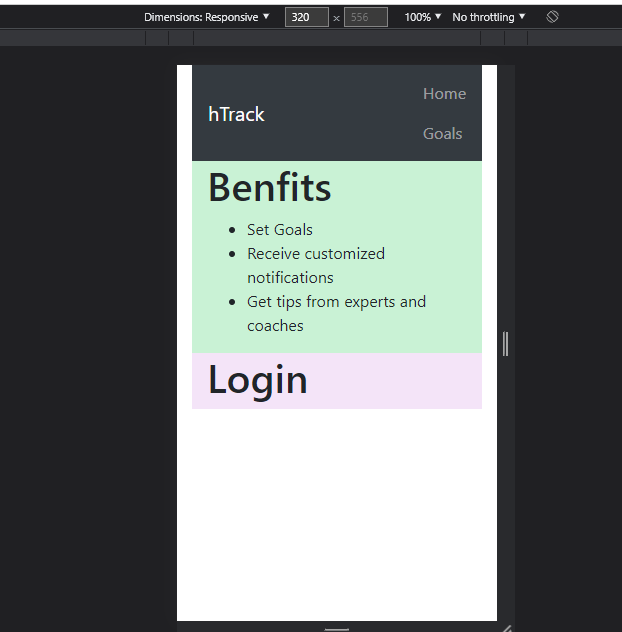 Dimensions: Responsive ▼ 320 × 556 100% ▼ No throttling ▼
Home
hTrack
Goals
Benfits
• Set Goals
• Receive customized
notifications
• Get tips from experts and
coaches
Login